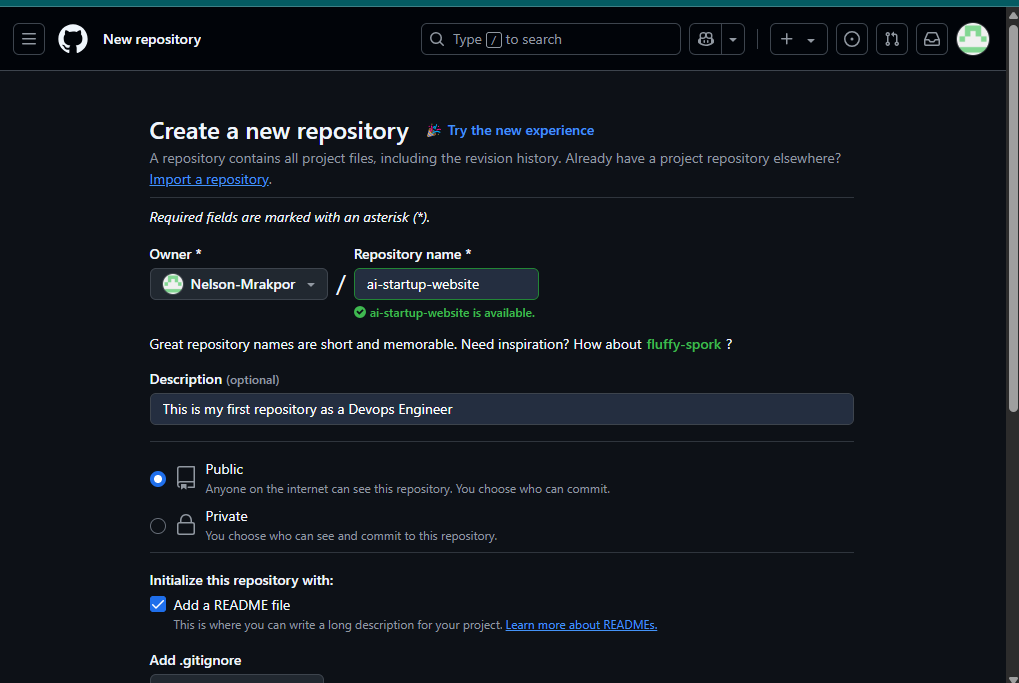 New repository
Type / to search
Create a new repository
Try the new experience
A repository contains all project files, including the revision history. Already have a project repository elsewhere?
Import a repository.
Required fields are marked with an asterisk (*).
Owner *
Repository name *
Nelson-Mrakpor
/
ai-startup-website
ai-startup-website is available.
Great repository names are short and memorable. Need inspiration? How about fluffy-spork ?
Description (optional)
This is my first repository as a Devops Engineer
Public
Anyone on the internet can see this repository. You choose who can commit.
Private
You choose who can see and commit to this repository.
Initialize this repository with:
Add a README file
This is where you can write a long description for your project. Learn more about READMEs.
Add .gitignore